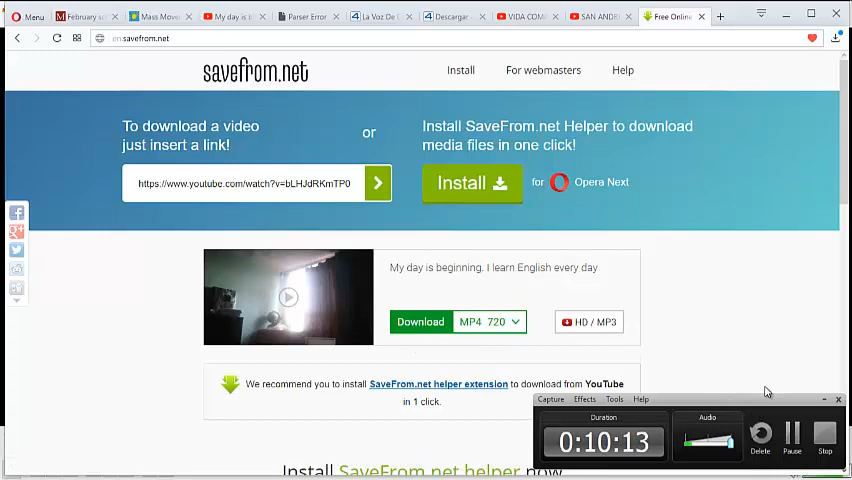 Menu
February sc
Mass Move
My day is b
Parser Error
La Voz De l
Descargar
VIDA COM
SAN ANDR
Free Online
en.savefrom.net
savefrom.net
Install
For webmasters
Help
To download a video
just insert a link!
or
Install SaveFrom.net Helper to download
media files in one click!
https://www.youtube.com/watch?v=bLHJdRKmTP0
Install
for
Opera Next
My day is beginning. I learn English every day
Download
MP4 720
HD / MP3
We recommend you to install SaveFrom.net helper extension to download from YouTube
in 1 click.
Capture
Effects
Tools
Help
Duration
Audio
0:10:13
Delete
Pause
Stop
Install SaveFrom.net helper now